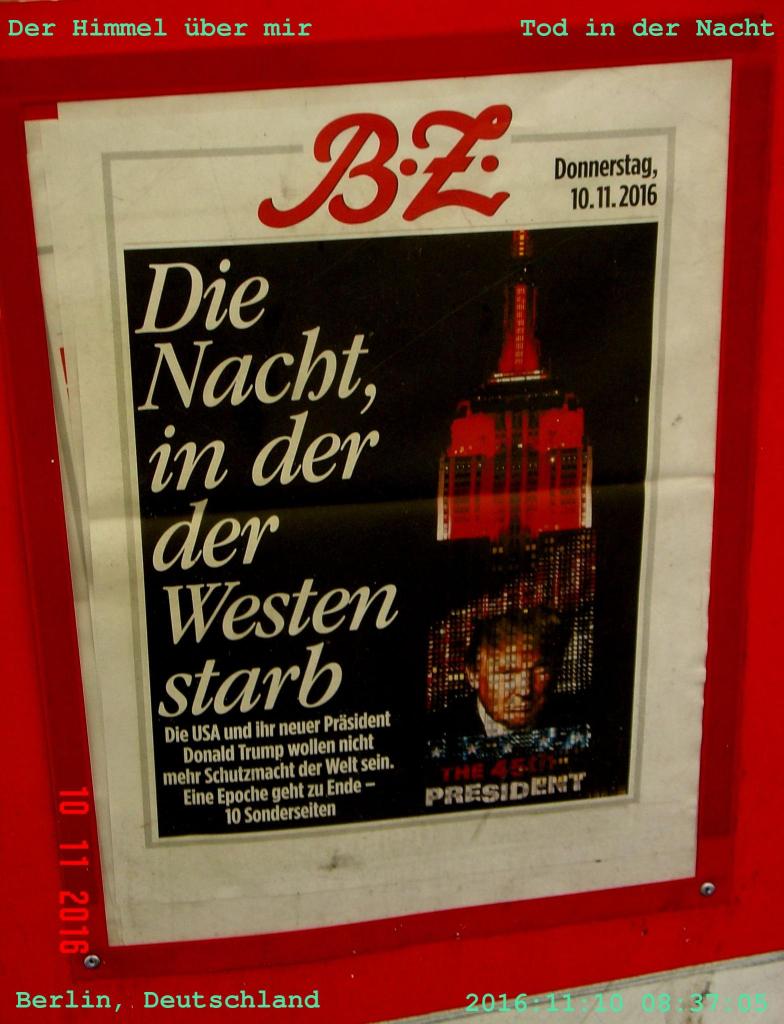 Der Himmel über mir
Tod in der Nacht
B.Z.
Donnerstag,
10.11.2016
Die
Nacht,
in der
der
Westen
starb
Die USA und ihr neuer Präsident
Donald Trump wollen nicht
mehr Schutzmacht der Welt sein.
Eine Epoche geht zu Ende –
10 Sonderseiten
THE 45TH
PRESIDENT
10 11 2016
Berlin, Deutschland
2016:11:10 08:37:05